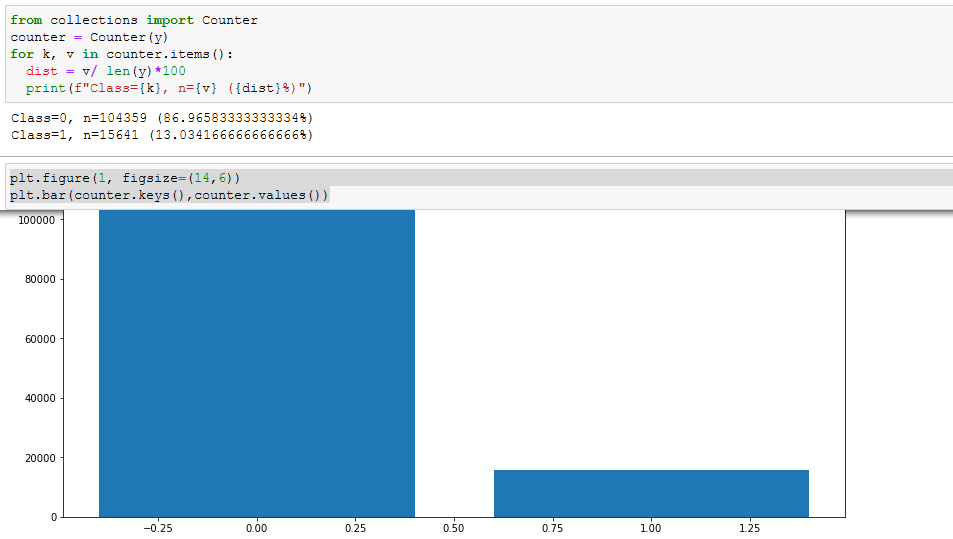 from collections import Counter
counter = Counter(y)
for k, v in counter.items():
  dist = v/ len(y)*100
  print(f"Class={k}, n={v} ({dist}%)")
Class=0, n=104359 (86.96583333333334%)
Class=1, n=15641 (13.034166666666666%)
plt.figure(1, figsize=(14,6))
plt.bar(counter.keys(),counter.values())
100000
80000
60000
40000
20000
0
−0.25 0.00 0.25 0.50 0.75 1.00 1.25